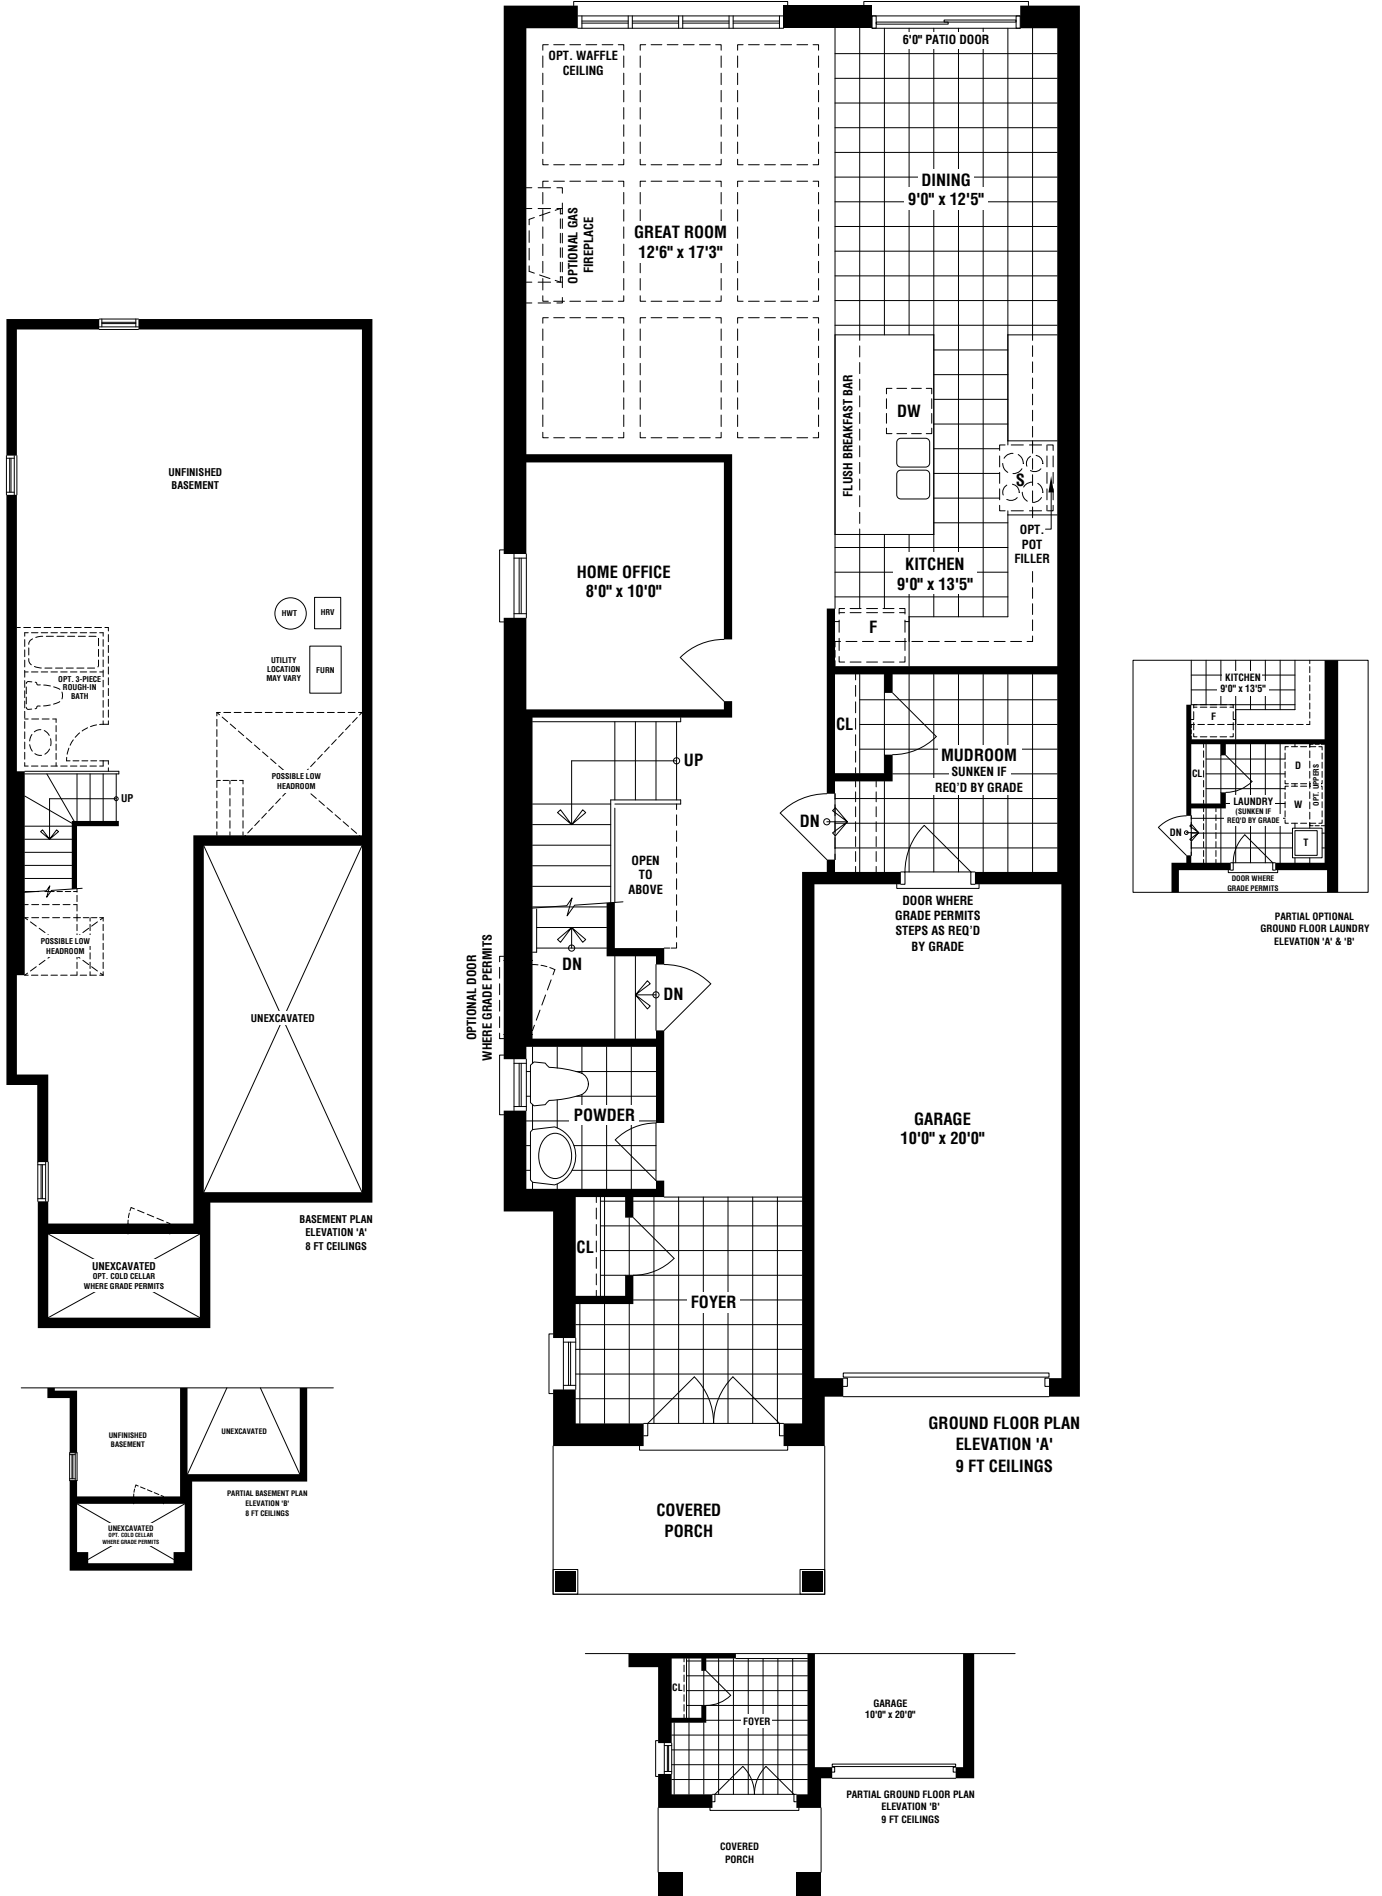 6'0" PATIO DOOR
OPT. WAFFLE
CEILING
DINING
9'0" x 12'5"
GREAT ROOM
12'6" x 17'3"
OPTIONAL GAS
FIREPLACE
FLUSH BREAKFAST BAR
DW
S
OPT.
POT
FILLER
KITCHEN
9'0" x 13'5"
F
HOME OFFICE
8'0" x 10'0"
CL
MUDROOM
SUNKEN IF
REQ'D BY GRADE
UP
DN
OPEN
TO
ABOVE
DOOR WHERE
GRADE PERMITS
STEPS AS REQ'D
BY GRADE
DN
DN
OPTIONAL DOOR
WHERE GRADE PERMITS
POWDER
GARAGE
10'0" x 20'0"
CL
FOYER
GROUND FLOOR PLAN
ELEVATION 'A'
9 FT CEILINGS
COVERED
PORCH
UNFINISHED
BASEMENT
HWT
HRV
UTILITY
LOCATION
MAY VARY
FURN
OPT. 3-PIECE
ROUGH-IN
BATH
POSSIBLE LOW
HEADROOM
UP
POSSIBLE LOW
HEADROOM
UNEXCAVATED
BASEMENT PLAN
ELEVATION 'A'
8 FT CEILINGS
UNEXCAVATED
OPT. COLD CELLAR
WHERE GRADE PERMITS
UNFINISHED
BASEMENT
UNEXCAVATED
PARTIAL BASEMENT PLAN
ELEVATION 'B'
8 FT CEILINGS
UNEXCAVATED
OPT. COLD CELLAR
WHERE GRADE PERMITS
KITCHEN
9'0" x 13'5"
F
CL
D
OPT. UPPERS
W
LAUNDRY
(SUNKEN IF
REQ'D BY GRADE
DN
T
DOOR WHERE
GRADE PERMITS
PARTIAL OPTIONAL
GROUND FLOOR LAUNDRY
ELEVATION 'A' & 'B'
CL
FOYER
GARAGE
10'0" x 20'0"
PARTIAL GROUND FLOOR PLAN
ELEVATION 'B'
9 FT CEILINGS
COVERED
PORCH